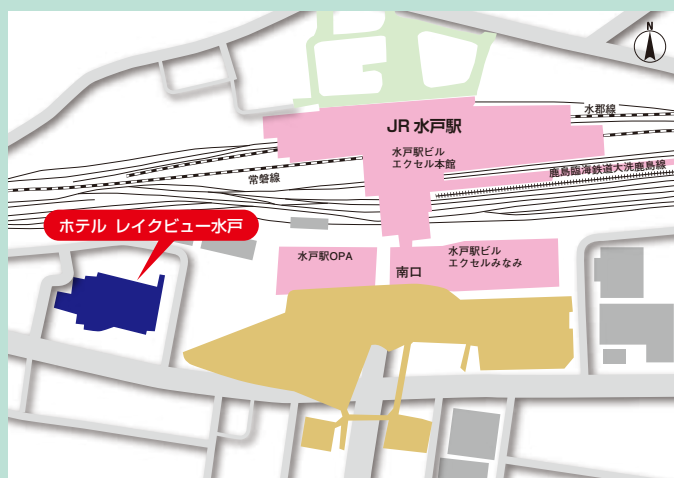 N
水郡線
JR 水戸駅
水戸駅ビル
エクセル本館
鹿島臨海鉄道大洗鹿島線
常磐線
ホテル レイクビュー水戸
水戸駅OPA
水戸駅ビル
エクセルみなみ
南口